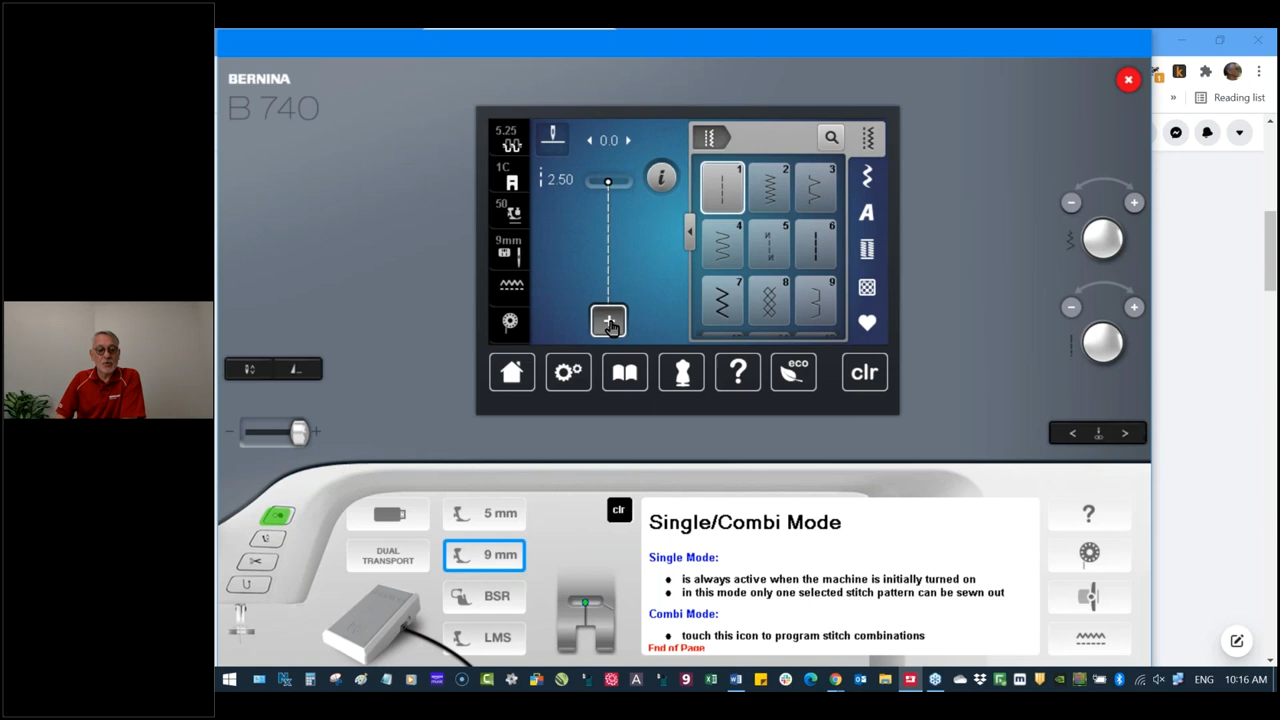 BERNINA
B 740
5.25
1C
50
9mm
0.0
2.50
i
1
2
3
4
5
6
7
8
9
A
?
eco
clr
Reading list
5 mm
DUAL
TRANSPORT
9 mm
BSR
LMS
clr
Single/Combi Mode
Single Mode:
● is always active when the machine is initially turned on
● in this mode only one selected stitch pattern can be sewn out
Combi Mode:
● touch this icon to program stitch combinations
End of Page
?
ENG 10:16 AM